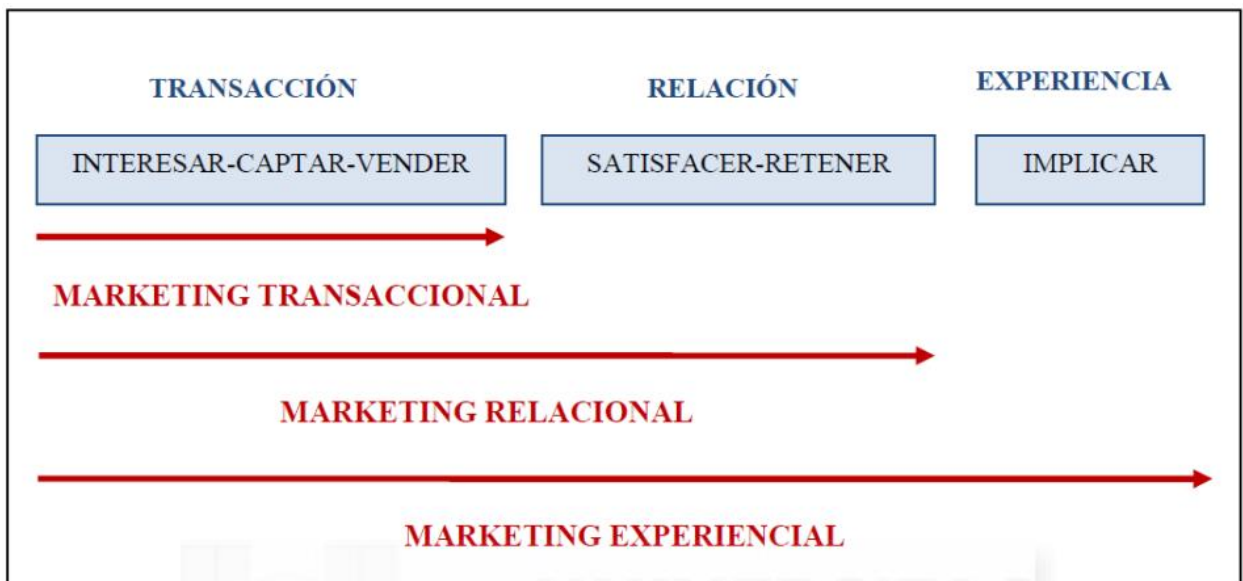 TRANSACCIÓN RELACIÓN EXPERIENCIA
INTERESAR-CAPTAR-VENDER SATISFACER-RETENER IMPLICAR
MARKETING TRANSACCIONAL
MARKETING RELACIONAL
MARKETING EXPERIENCIAL